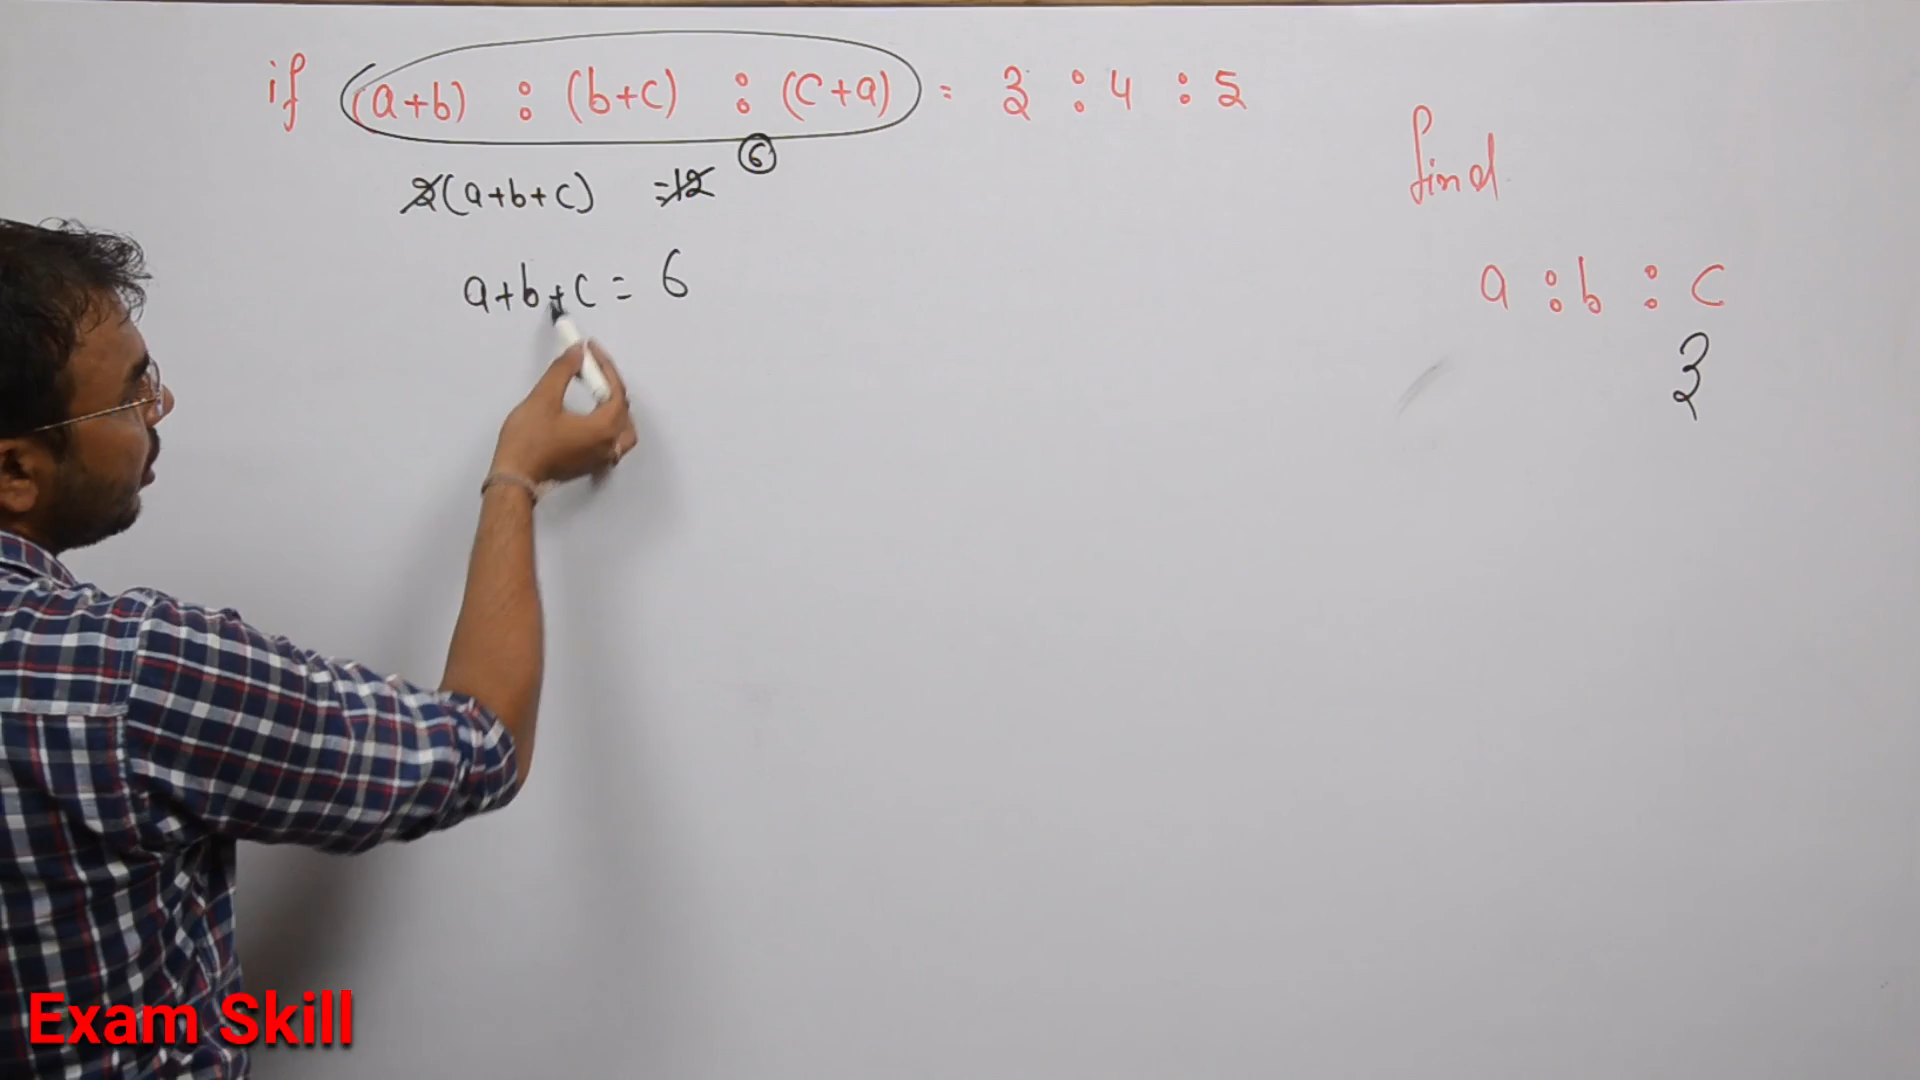 if (a+b) : (b+c) : (c+a) = 3 : 4 : 5
find
2(a+b+c) = 12 6
a+b+c = 6
a : b : c
3
Exam Skill